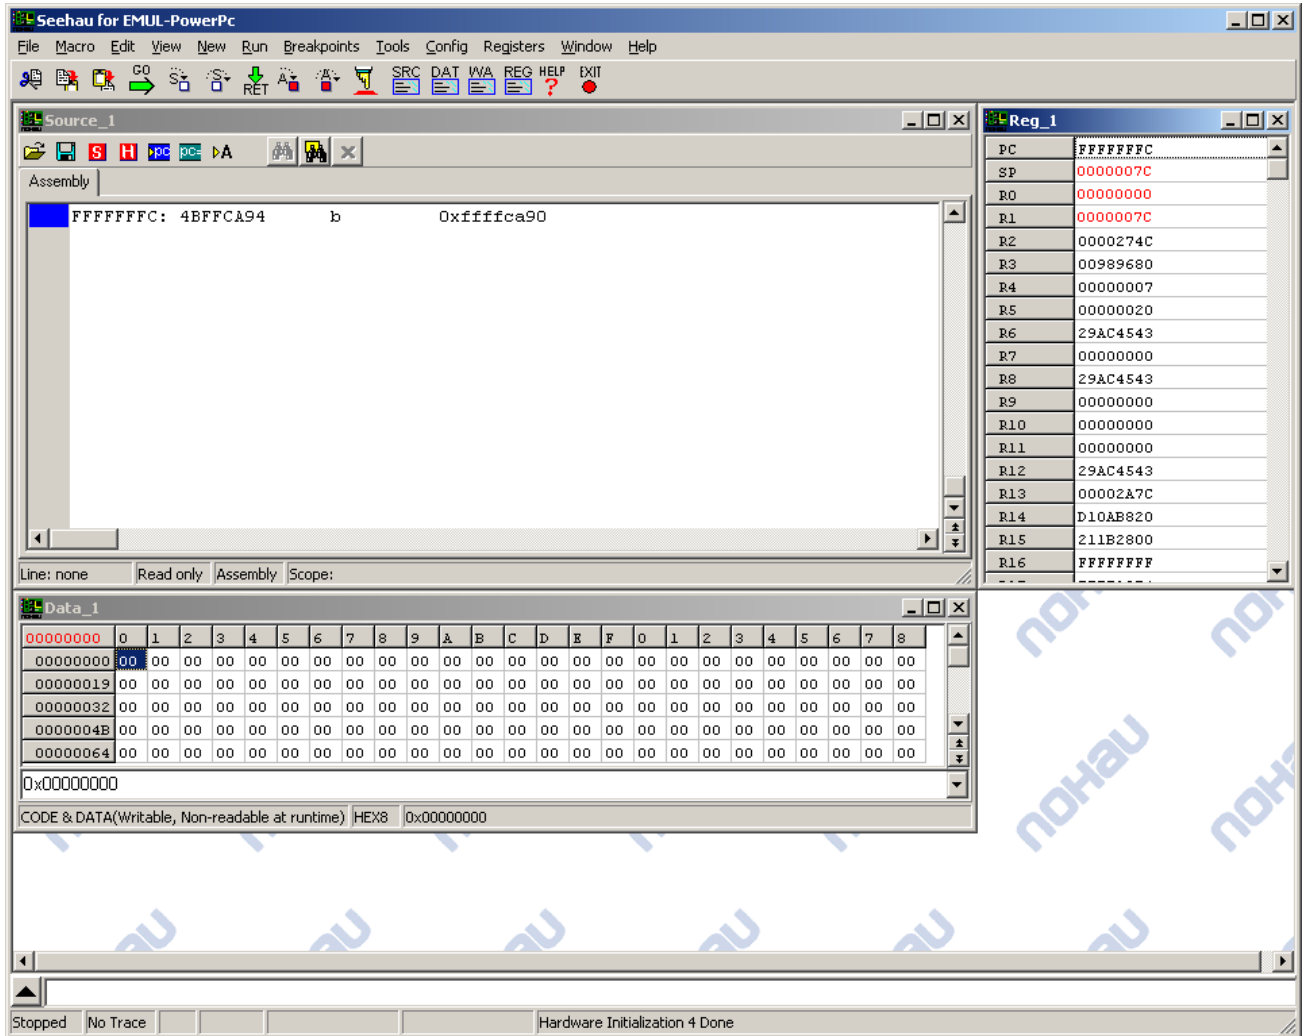 Seehau for EMUL-PowerPc
File Macro Edit View New Run Breakpoints Tools Config Registers Window Help
GO S S RET A A SRC DAT WA REG HELP ? EXIT
Source_1
S H PC PC= A
Assembly
FFFFFFFC: 4BFFCA94 b 0xffffca90
Line: none Read only Assembly Scope:
Reg_1
PC FFFFFFFC
SP 0000007C
R0 00000000
R1 0000007C
R2 0000274C
R3 00989680
R4 00000007
R5 00000020
R6 29AC4543
R7 00000000
R8 29AC4543
R9 00000000
R10 00000000
R11 00000000
R12 29AC4543
R13 00002A7C
R14 D10AB820
R15 211B2800
R16 FFFFFFFF
Data_1
00000000 0 1 2 3 4 5 6 7 8 9 A B C D E F 0 1 2 3 4 5 6 7 8
00000000 00 00 00 00 00 00 00 00 00 00 00 00 00 00 00 00 00 00 00 00 00 00 00 00 00
00000019 00 00 00 00 00 00 00 00 00 00 00 00 00 00 00 00 00 00 00 00 00 00 00 00 00
00000032 00 00 00 00 00 00 00 00 00 00 00 00 00 00 00 00 00 00 00 00 00 00 00 00 00
0000004B 00 00 00 00 00 00 00 00 00 00 00 00 00 00 00 00 00 00 00 00 00 00 00 00 00
00000064 00 00 00 00 00 00 00 00 00 00 00 00 00 00 00 00 00 00 00 00 00 00 00 00 00
0x00000000
CODE & DATA(Writable, Non-readable at runtime) HEX8 0x00000000
nohau
nohau
Stopped No Trace Hardware Initialization 4 Done